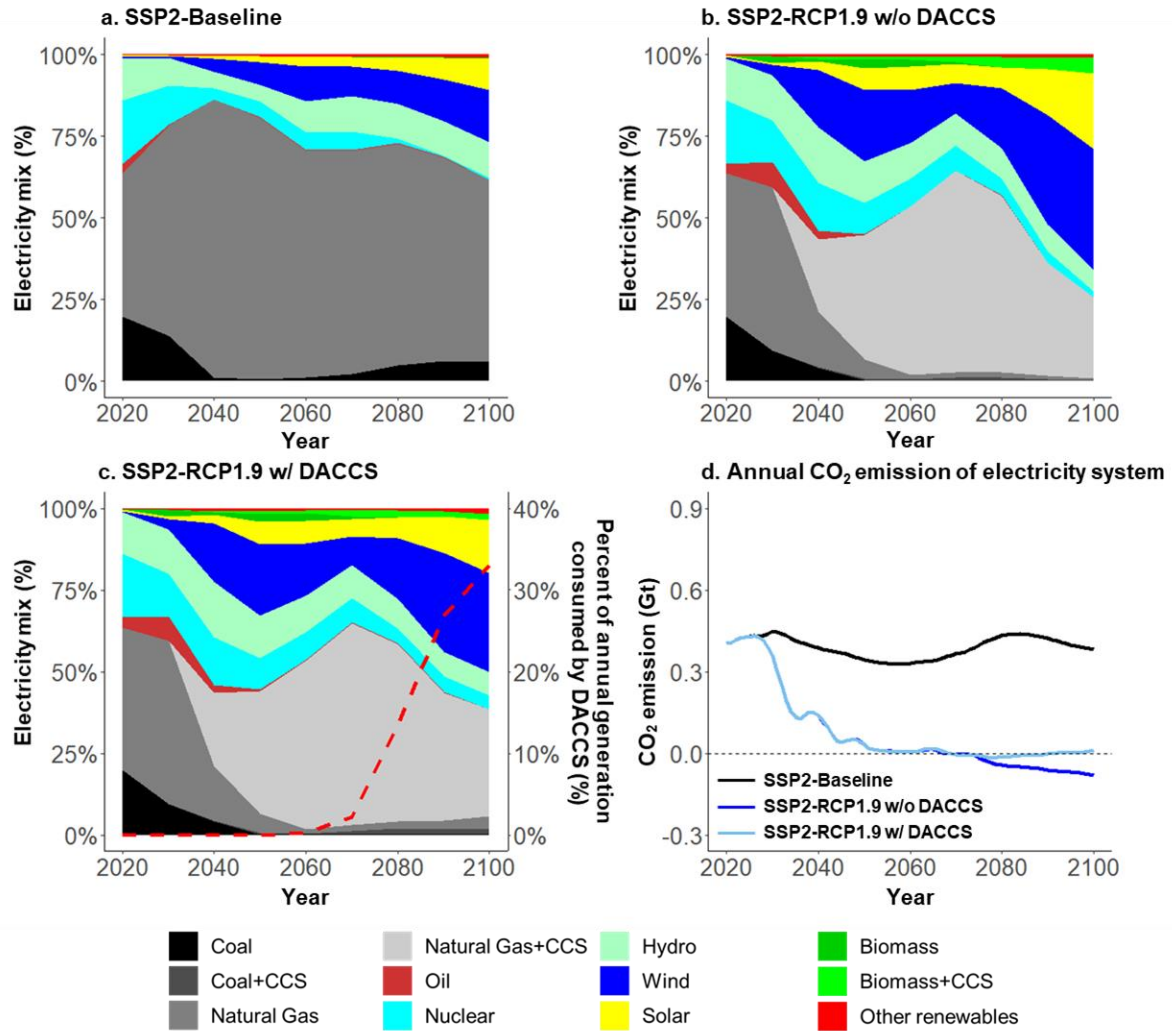 a. SSP2-Baseline
100%
75%
50%
25%
0%
Electricity mix (%)
2020 2040 2060 2080 2100
Year
b. SSP2-RCP1.9 w/o DACCS
100%
75%
50%
25%
0%
Electricity mix (%)
2020 2040 2060 2080 2100
Year
c. SSP2-RCP1.9 w/ DACCS
100%
75%
50%
25%
0%
Electricity mix (%)
40%
30%
20%
10%
0%
Percent of annual generation
consumed by DACCS (%)
2020 2040 2060 2080 2100
Year
d. Annual CO₂ emission of electricity system
0.9
0.6
0.3
0.0
-0.3
CO₂ emission (Gt)
SSP2-Baseline
SSP2-RCP1.9 w/o DACCS
SSP2-RCP1.9 w/ DACCS
2020 2040 2060 2080 2100
Year
Coal
Coal+CCS
Natural Gas
Natural Gas+CCS
Oil
Nuclear
Hydro
Wind
Solar
Biomass
Biomass+CCS
Other renewables